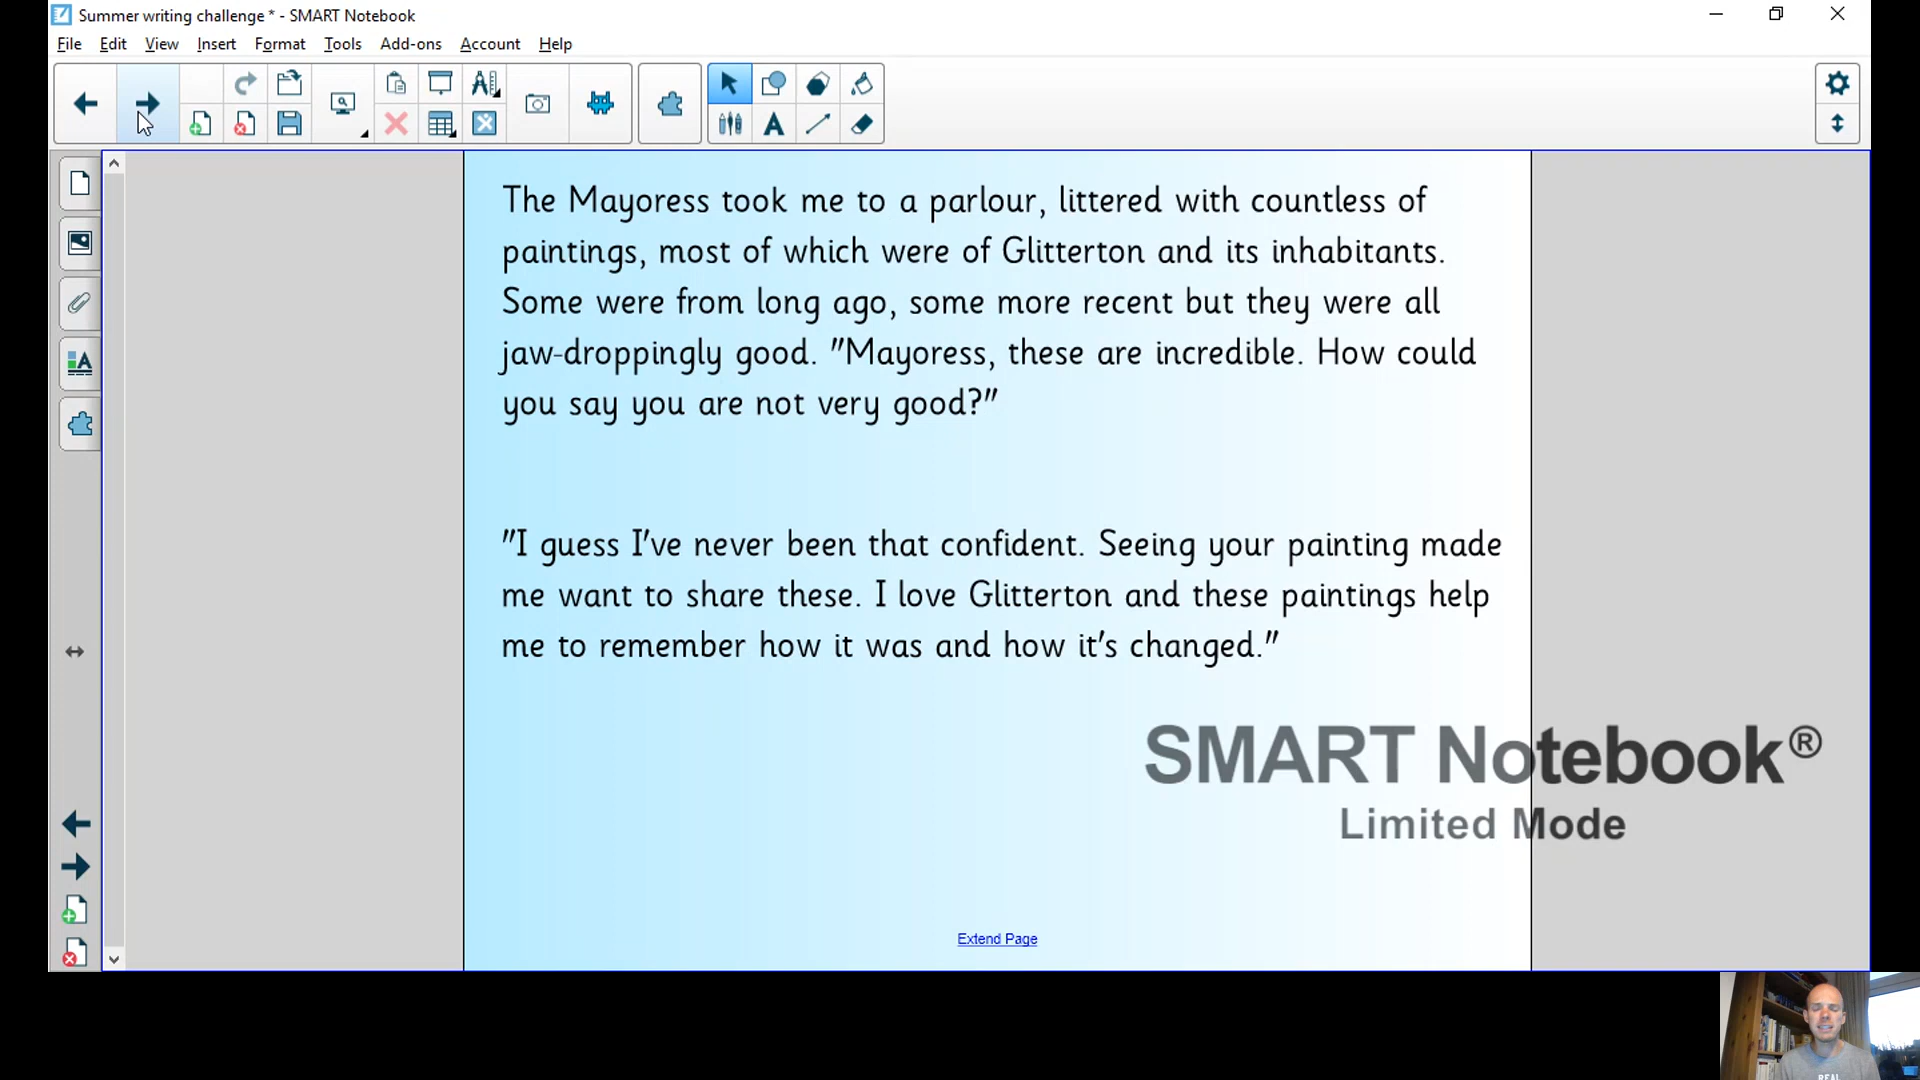 Summer writing challenge * - SMART Notebook
File Edit View Insert Format Tools Add-ons Account Help
The Mayoress took me to a parlour, littered with countless of
paintings, most of which were of Glitterton and its inhabitants.
Some were from long ago, some more recent but they were all
jaw-droppingly good. "Mayoress, these are incredible. How could
you say you are not very good?"
"I guess I've never been that confident. Seeing your painting made
me want to share these. I love Glitterton and these paintings help
me to remember how it was and how it's changed."
SMART Notebook®
Limited Mode
Extend Page
REAL